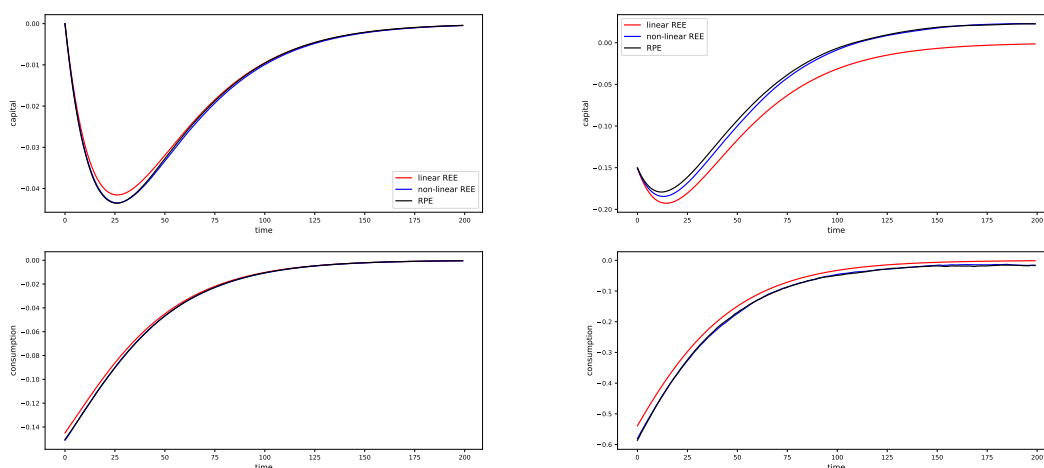 0.00
−0.01
−0.02
−0.03
−0.04
capital
linear REE
non-linear REE
RPE
0 25 50 75 100 125 150 175 200
time
linear REE
non-linear REE
RPE
0.00
−0.05
−0.10
−0.15
−0.20
capital
0 25 50 75 100 125 150 175 200
time
0.00
−0.02
−0.04
−0.06
−0.08
−0.10
−0.12
−0.14
consumption
0 25 50 75 100 125 150 175 200
time
0.0
−0.1
−0.2
−0.3
−0.4
−0.5
−0.6
consumption
0 25 50 75 100 125 150 175 200
time